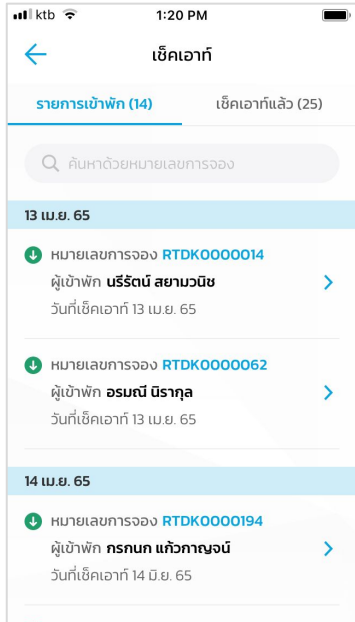 ktb 1:20 PM
เช็คเอาท์
รายการเข้าพัก (14) เช็คเอาท์แล้ว (25)
ค้นหาด้วยหมายเลขการจอง
13 เม.ย. 65
หมายเลขการจอง RTDK0000014
ผู้เข้าพัก นรีรัตน์ สยามวนิช
วันที่เช็คเอาท์ 13 เม.ย. 65
หมายเลขการจอง RTDK0000062
ผู้เข้าพัก อรมณี นิรากุล
วันที่เช็คเอาท์ 13 เม.ย. 65
14 เม.ย. 65
หมายเลขการจอง RTDK0000194
ผู้เข้าพัก กรกนก แก้วกาญจน์
วันที่เช็คเอาท์ 14 มิ.ย. 65